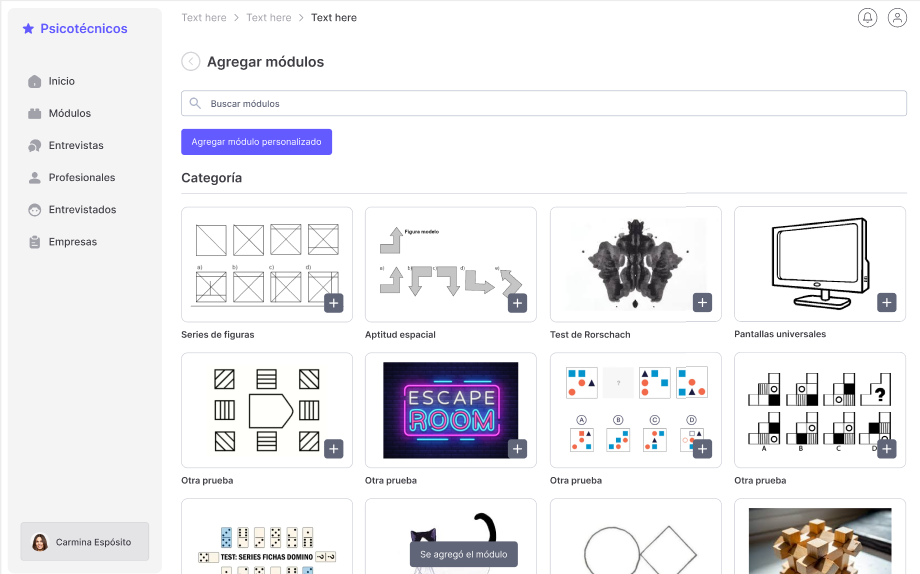 Psicotécnicos
Inicio
Módulos
Entrevistas
Profesionales
Entrevistados
Empresas
Carmina Espósito
Text here > Text here > Text here
Agregar módulos
Buscar módulos
Agregar módulo personalizado
Categoría
a) b) c) d)
Figura modelo
a) b) c) d) e)
Series de figuras
Aptitud espacial
Test de Rorschach
Pantallas universales
ESCAPE
ROOM
?
A B C D
?
A B C D
Otra prueba
Otra prueba
Otra prueba
Otra prueba
TEST: SERIES FICHAS DOMINO
Se agregó el módulo